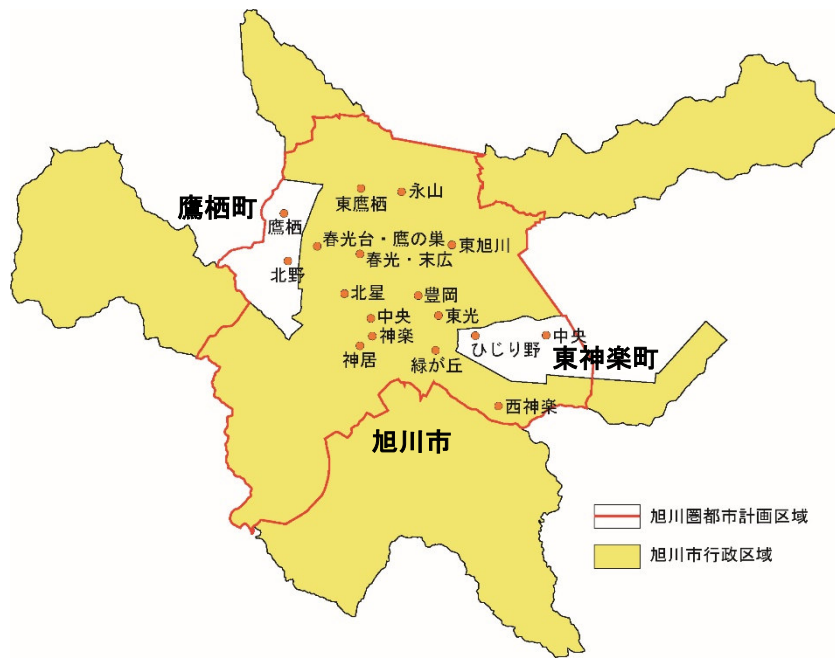 東鷹栖
永山
鷹栖町
鷹栖
春光台・鷹の巣
東旭川
春光・末広
北野
北星
豊岡
中央
東光
神楽
ひじり野
中央
神居
緑が丘
東神楽町
西神楽
旭川市
旭川圏都市計画区域
旭川市行政区域